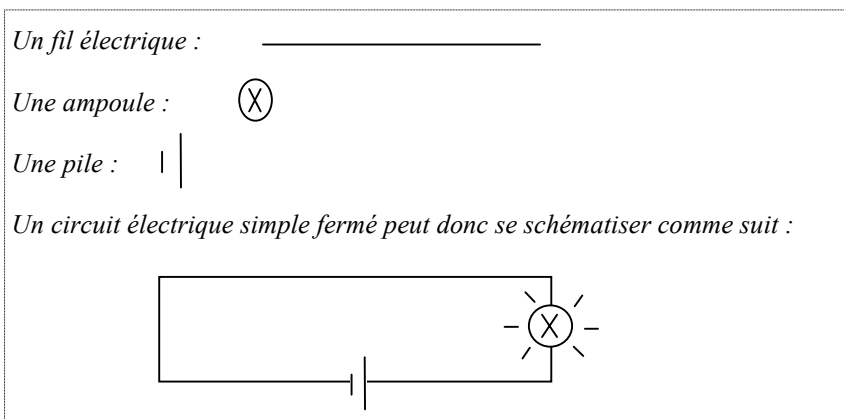 Un fil électrique :
Une ampoule :
Une pile :
Un circuit électrique simple fermé peut donc se schématiser comme suit :